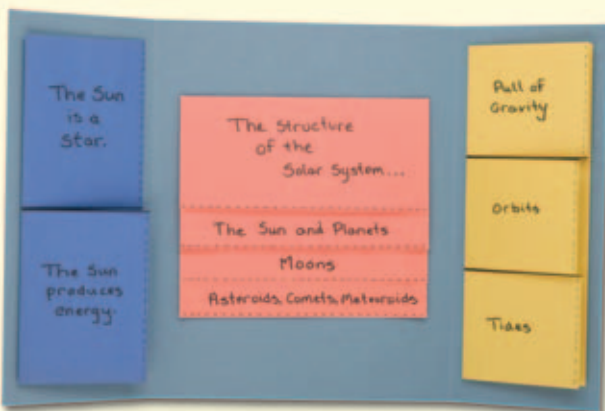 The Sun
is a
Star.
The Sun
produces
energy.
The Structure
of the
Solar System...
The Sun and Planets
Moons
Asteroids, Comets, Meteoroids
Pull of
Gravity
Orbits
Tides